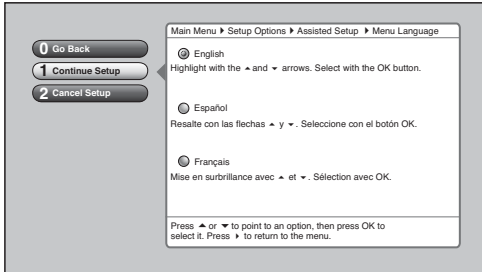 0 Go Back
1 Continue Setup
2 Cancel Setup
Main Menu ▶ Setup Options ▶ Assisted Setup ▶ Menu Language
English
Highlight with the ▲ and ▼ arrows. Select with the OK button.
Español
Resalte con las flechas ▲ y ▼. Seleccione con el botón OK.
Français
Mise en surbrillance avec ▲ et ▼. Sélection avec OK.
Press ▲ or ▼ to point to an option, then press OK to
select it. Press ▶ to return to the menu.